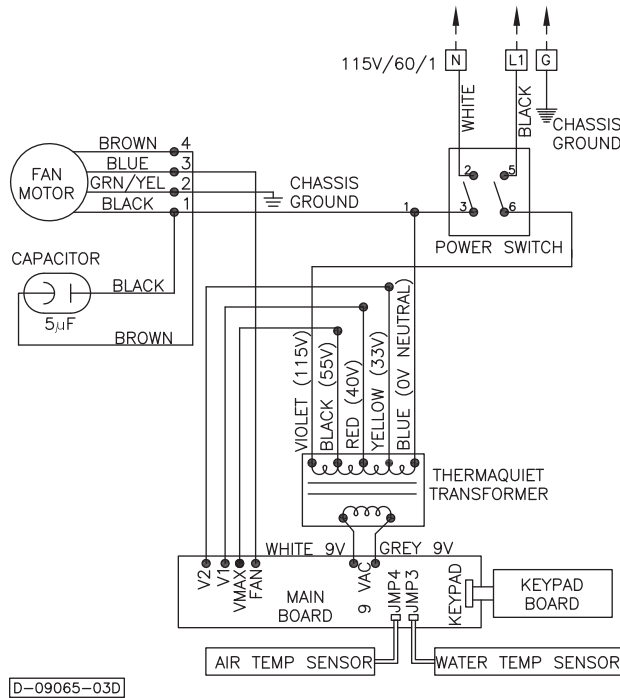 115V/60/1
N
L1
G
WHITE
BLACK
CHASSIS
GROUND
BROWN 4
BLUE 3
GRN/YEL 2
BLACK 1
FAN
MOTOR
CHASSIS
GROUND
1
2
5
3
6
POWER SWITCH
CAPACITOR
5µF
BLACK
BROWN
VIOLET (115V)
BLACK (55V)
RED (40V)
YELLOW (33V)
BLUE (0V NEUTRAL)
THERMAQUIET
TRANSFORMER
WHITE 9V
GREY 9V
V2
V1
VMAX
FAN
MAIN
BOARD
9 VAC
JMP4
JMP3
KEYPAD
KEYPAD
BOARD
AIR TEMP SENSOR
WATER TEMP SENSOR
D-09065-03D